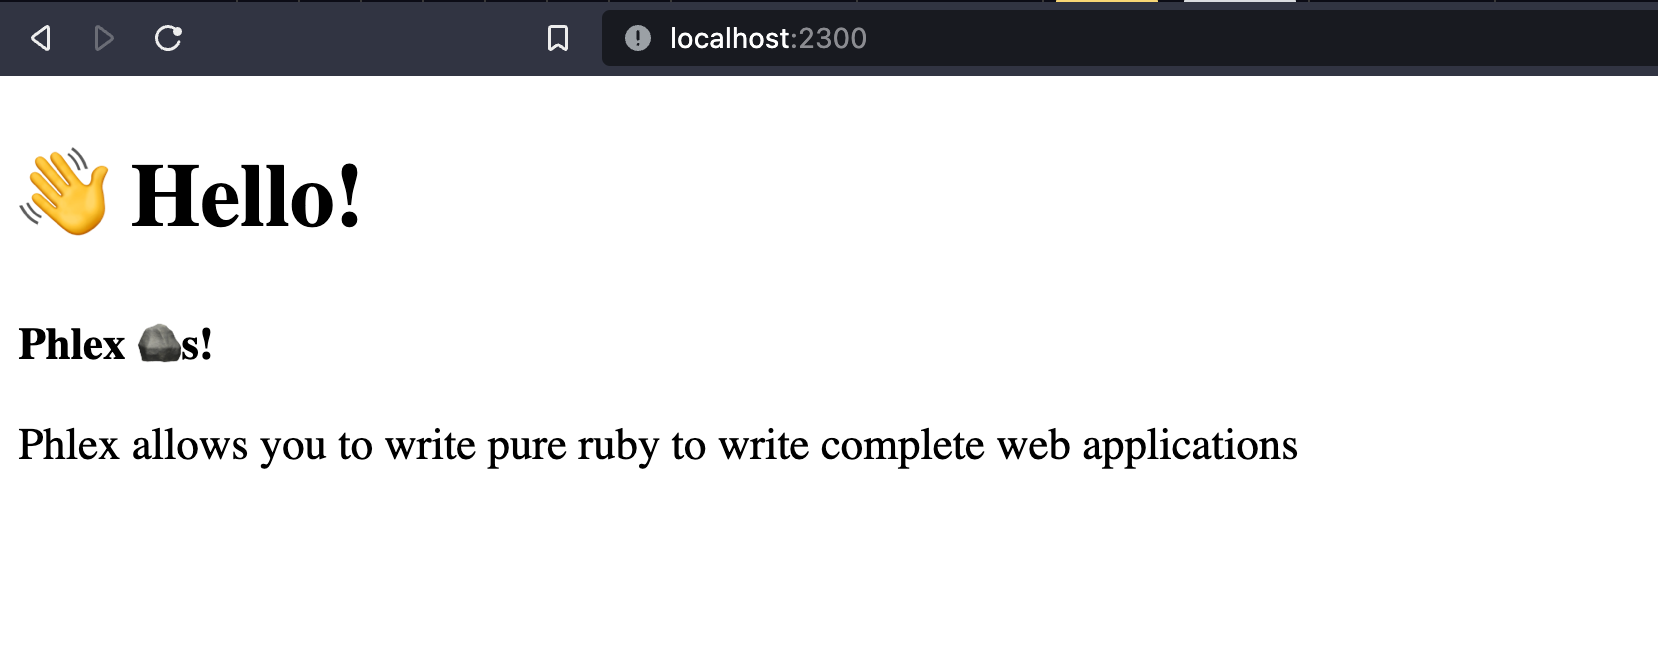 localhost:2300
👋 Hello!
Phlex 🪨s!
Phlex allows you to write pure ruby to write complete web applications